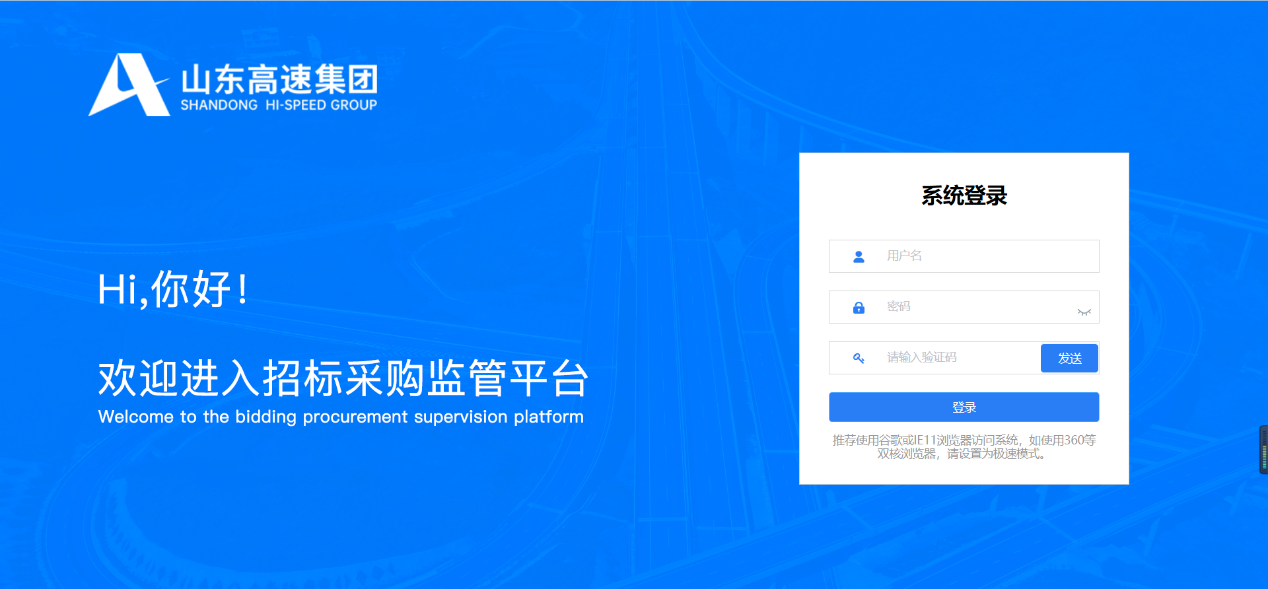 山东高速集团
SHANDONG HI-SPEED GROUP
系统登录
用户名
Hi,你好！
密码
请输入验证码
发送
欢迎进入招标采购监管平台
Welcome to the bidding procurement supervision platform
登录
推荐使用谷歌或IE11浏览器访问系统，如使用360等
双核浏览器，请设置为极速模式。